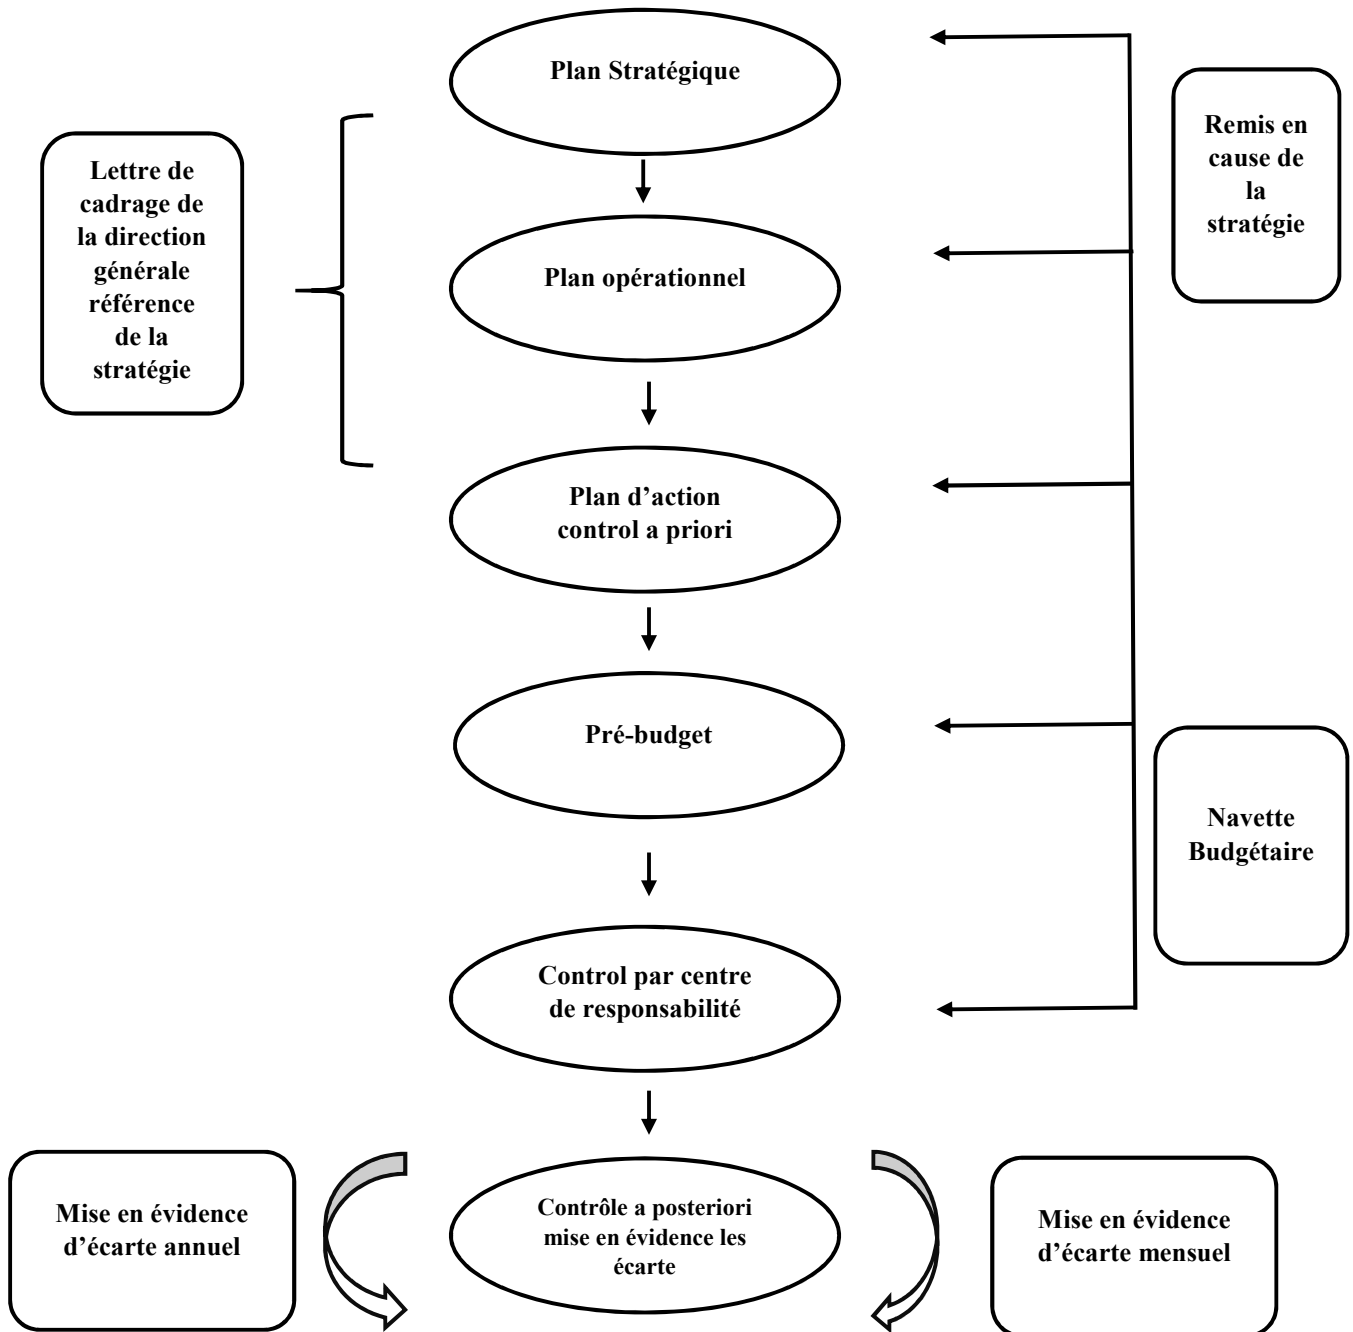 Plan Stratégique
Lettre de
cadrage de
la direction
générale
référence
de la
stratégie
Remis en
cause de
la
stratégie
Plan opérationnel
Plan d’action
control a priori
Pré-budget
Navette
Budgétaire
Control par centre
de responsabilité
Mise en évidence
d’écarte annuel
Contrôle a posteriori
mise en évidence les
écarte
Mise en évidence
d’écarte mensuel